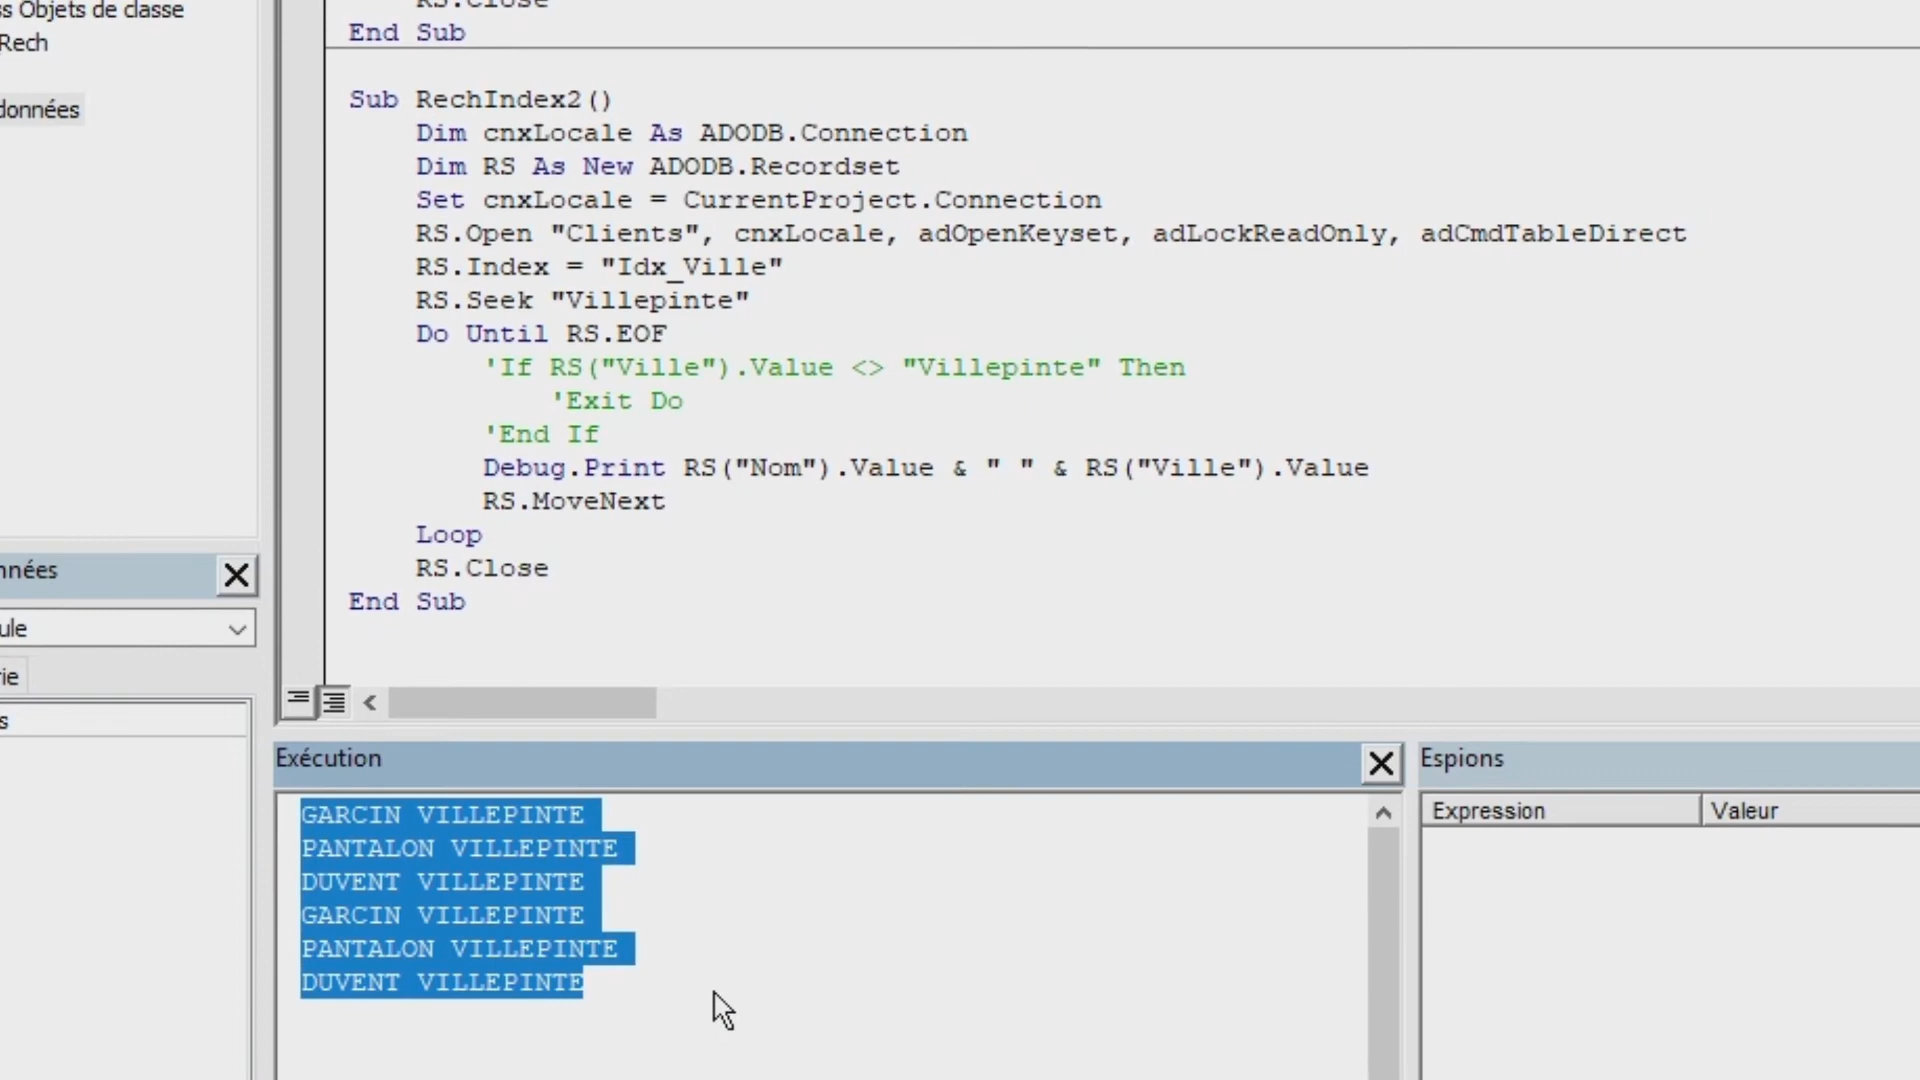 s Objets de classe
Rech
données
RS.Close
End Sub
Sub RechIndex2()
Dim cnxLocale As ADODB.Connection
Dim RS As New ADODB.Recordset
Set cnxLocale = CurrentProject.Connection
RS.Open "Clients", cnxLocale, adOpenKeyset, adLockReadOnly, adCmdTableDirect
RS.Index = "Idx_Ville"
RS.Seek "Villepinte"
Do Until RS.EOF
'If RS("Ville").Value <> "Villepinte" Then
'Exit Do
'End If
Debug.Print RS("Nom").Value & " " & RS("Ville").Value
RS.MoveNext
Loop
RS.Close
End Sub
nnées
ule
rie
s
Exécution
GARCIN VILLEPINTE
PANTALON VILLEPINTE
DUVENT VILLEPINTE
GARCIN VILLEPINTE
PANTALON VILLEPINTE
DUVENT VILLEPINTE
Espions
Expression Valeur